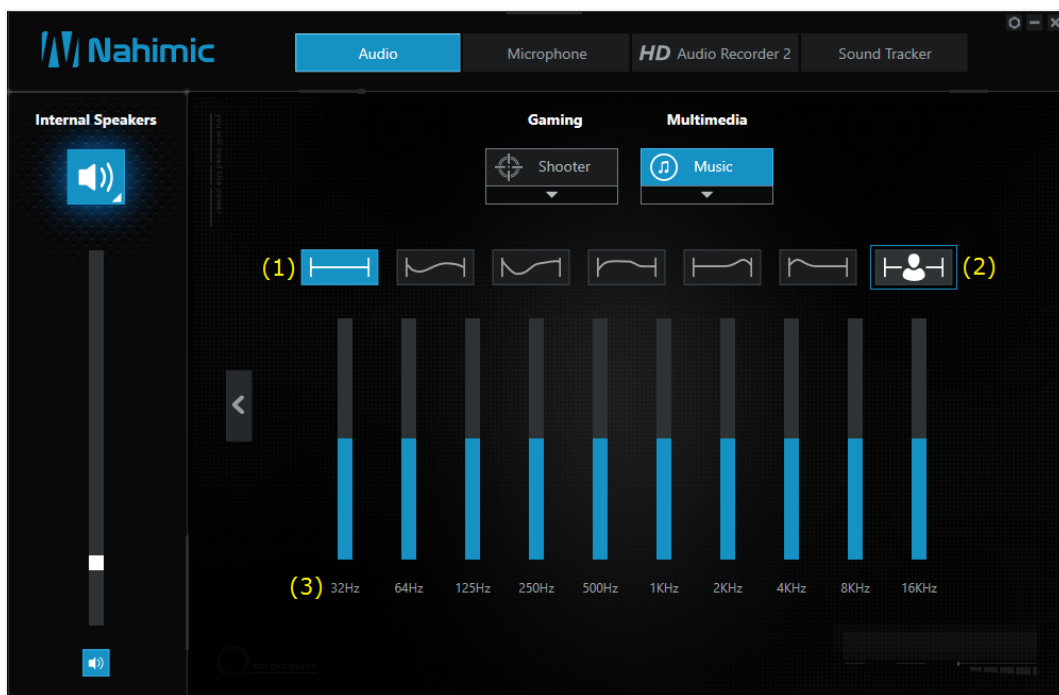 Nahimic
Audio
Microphone
HD Audio Recorder 2
Sound Tracker
Internal Speakers
Gaming
Multimedia
Shooter
Music
(1)
(2)
(3) 32Hz 64Hz 125Hz 250Hz 500Hz 1KHz 2KHz 4KHz 8KHz 16KHz